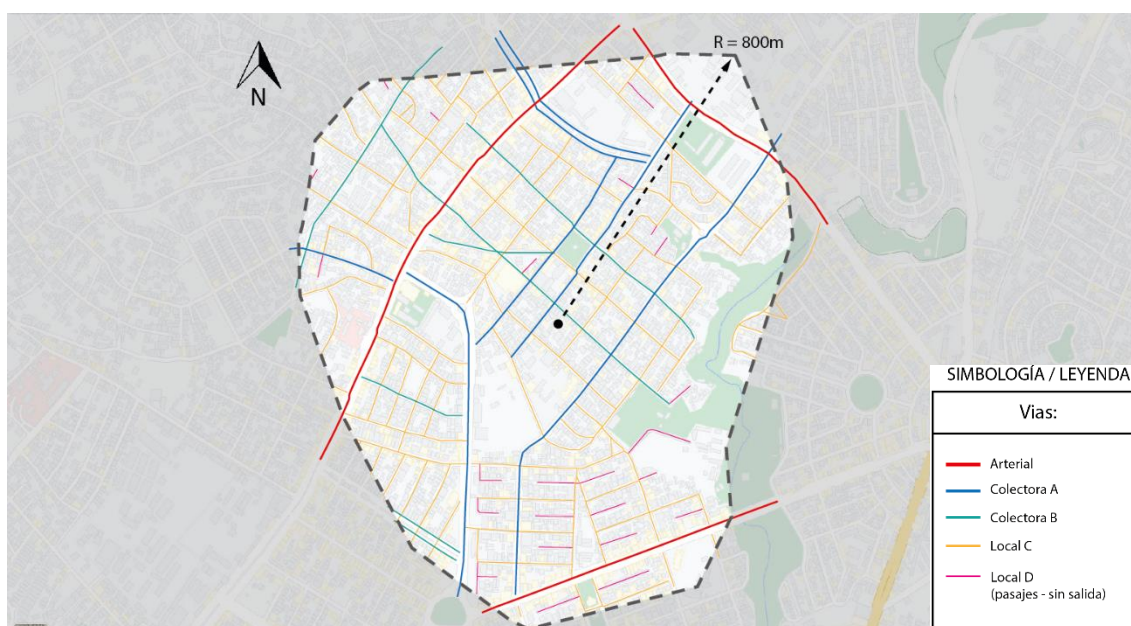 R = 800m
N
SIMBOLOGÍA / LEYENDA
Vias:
Arterial
Colectora A
Colectora B
Local C
Local D
(pasajes - sin salida)